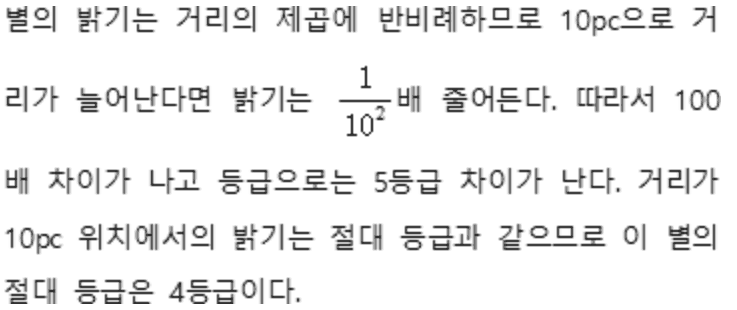 별의 밝기는 거리의 제곱에 반비례하므로 10pc으로 거
리가 늘어난다면 밝기는 $\frac{1}{10^2}$배 줄어든다. 따라서 100
배 차이가 나고 등급으로는 5등급 차이가 난다. 거리가
10pc 위치에서의 밝기는 절대 등급과 같으므로 이 별의
절대 등급은 4등급이다.